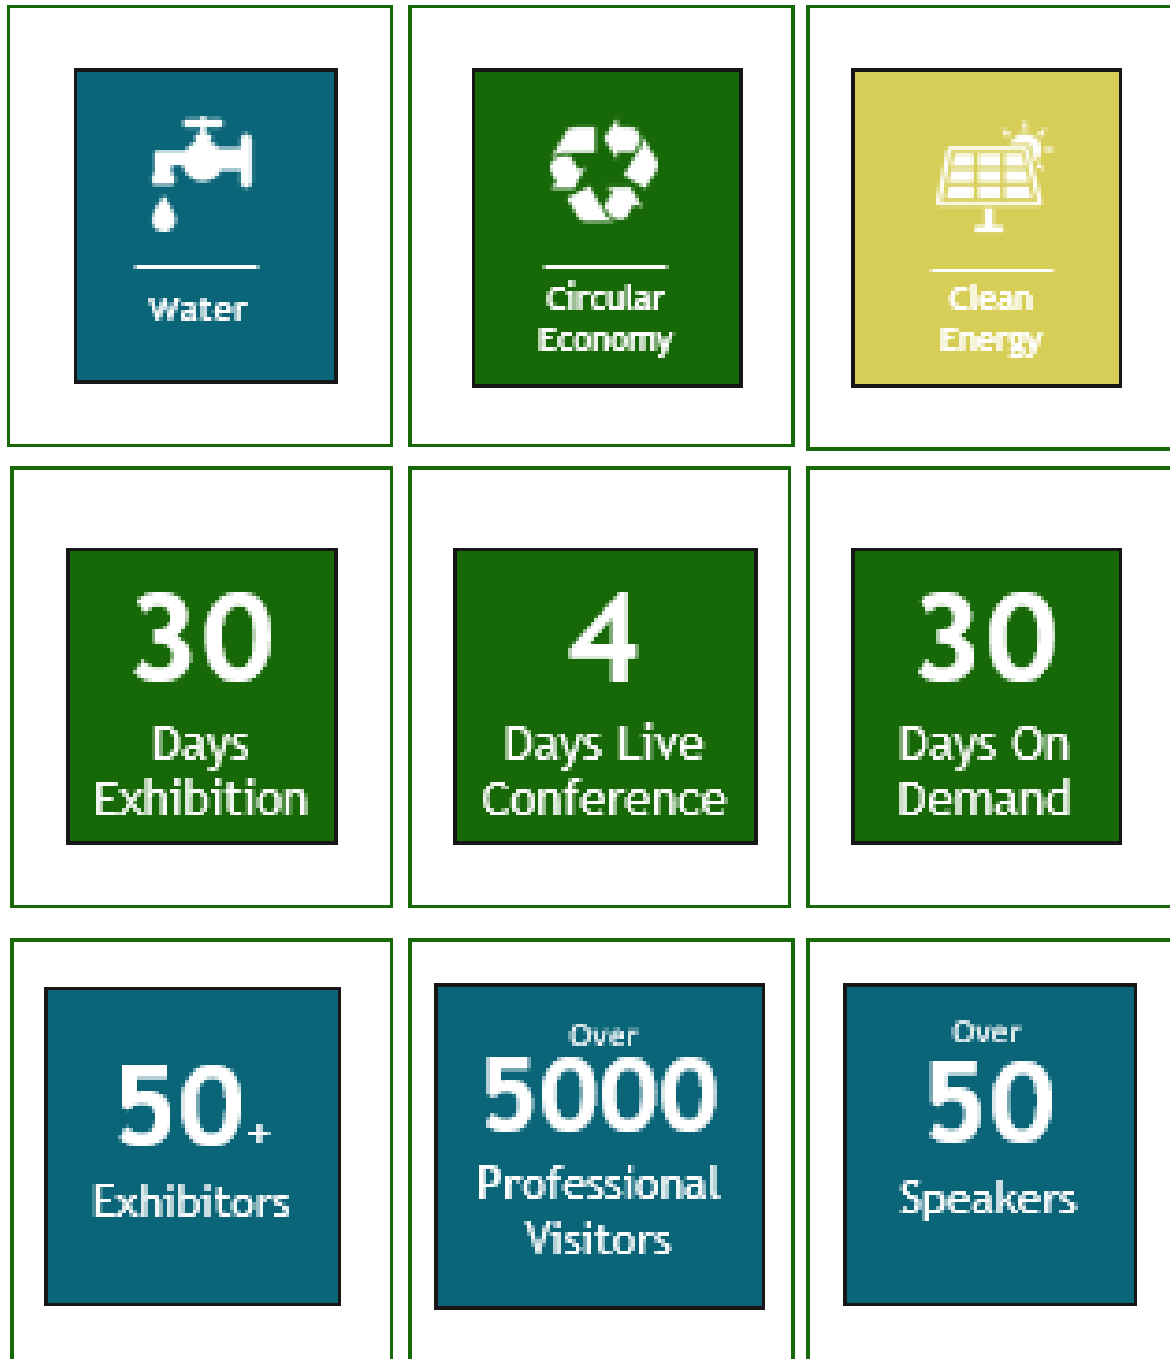 Water
Circular
Economy
Clean
Energy
30
Days
Exhibition
4
Days Live
Conference
30
Days On
Demand
50+
Exhibitors
Over
5000
Professional
Visitors
Over
50
Speakers